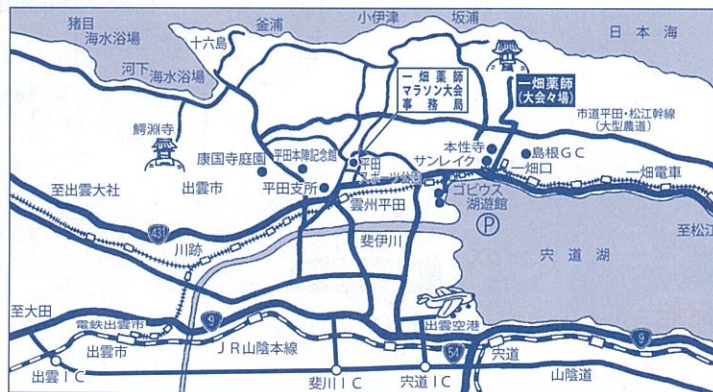 猪目
海水浴場
釜浦
小伊津
坂浦
日本海
十六島
河下
海水浴場
一畑薬師
マラソン大会
事務局
一畑薬師
(大会々場)
市道平田・松江幹線
(大型農道)
鰐淵寺
康国寺庭園
平田本陣記念館
平田
スポーツ公園
本性寺
サンレイク
島根GC
一畑口
一畑電車
至出雲大社
出雲市
平田支所
雲州平田
ゴビウス
湖遊館
P
至松江
431
川跡
斐伊川
宍道湖
至大田
電鉄出雲市
9
出雲空港
9
出雲市
JR山陰本線
54
宍道
出雲IC
斐川IC
宍道IC
山陰道